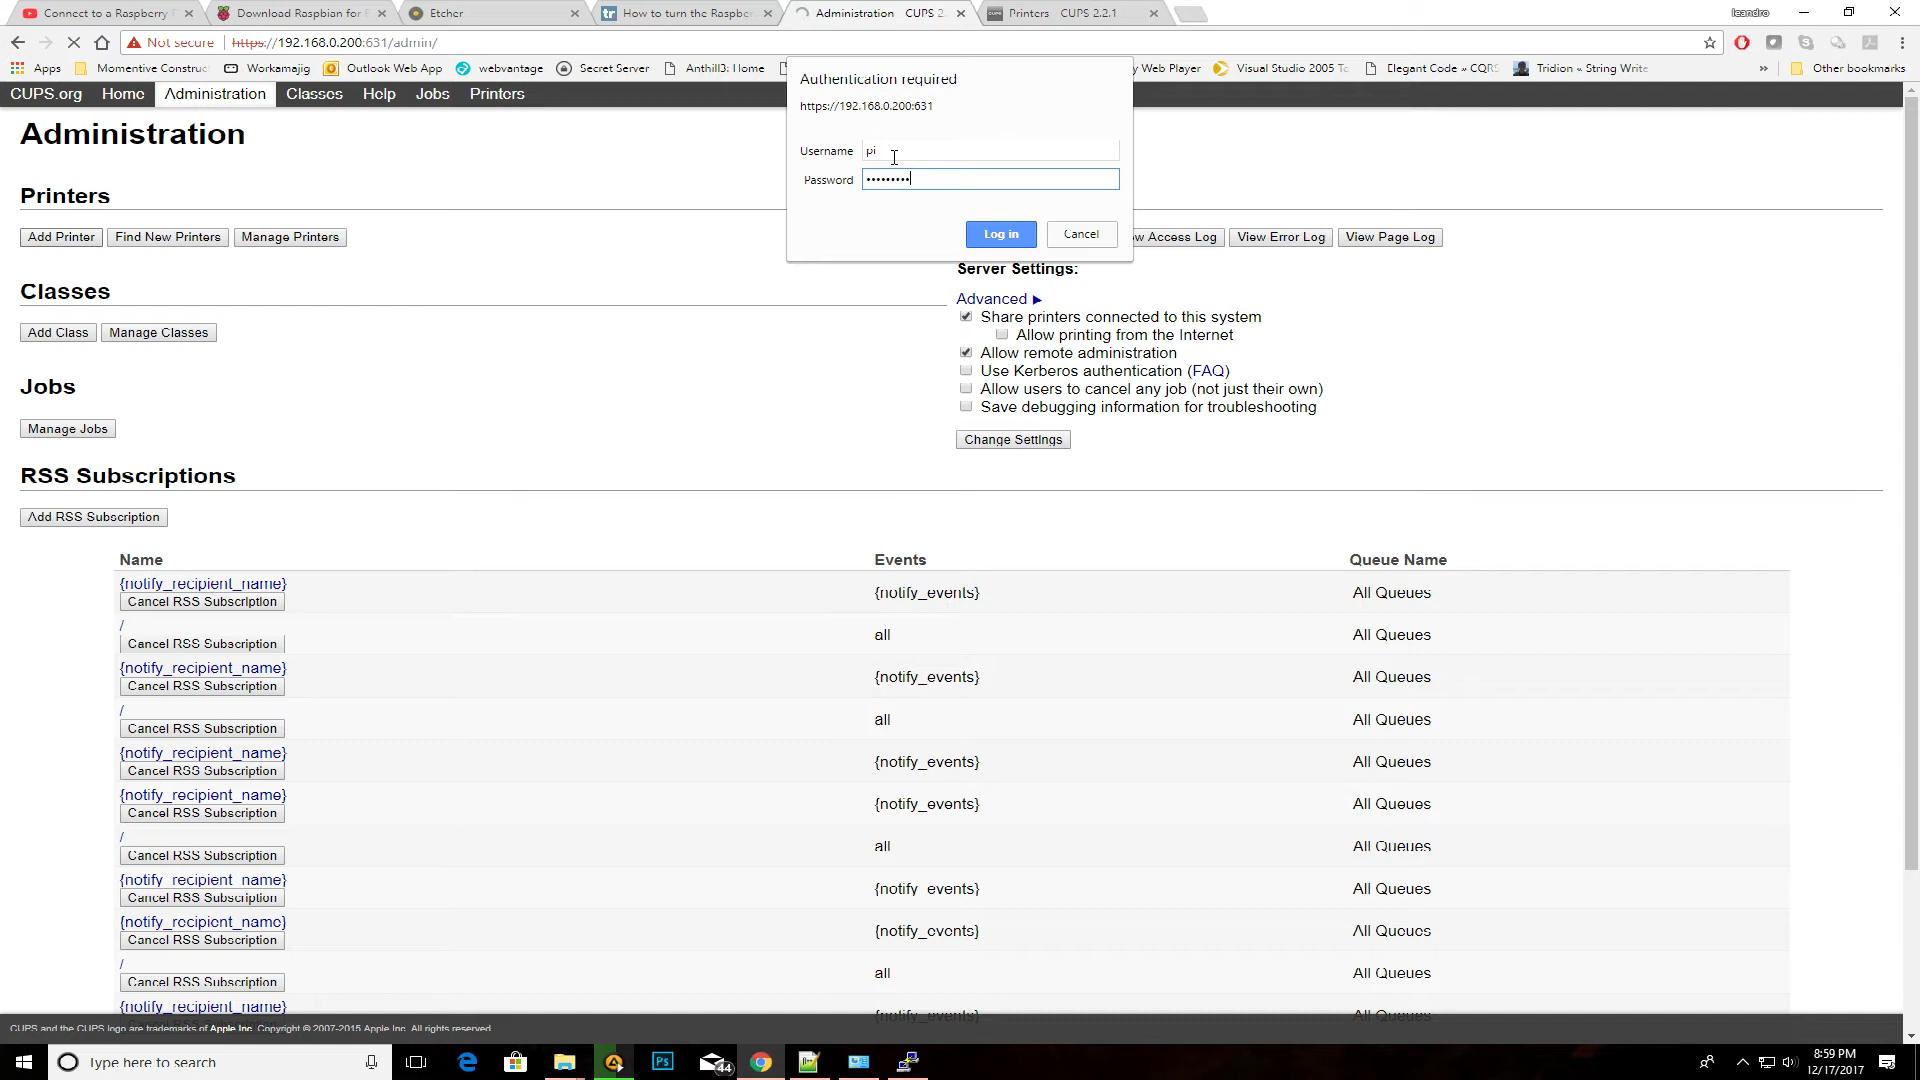 Connect to a Raspberry
Download Raspbian for
Etcher
How to turn the Raspber
Administration CUPS 2.
Printers CUPS 2.2.1
leandro
Not secure
https://192.168.0.200:631/admin/
Apps
Momentive Construc
Workamajig
Outlook Web App
webvantage
Secret Server
Anthill3: Home
y Web Player
Visual Studio 2005 To
Elegant Code » CQRS
Tridion « String Write
»
Other bookmarks
CUPS.org Home Administration Classes Help Jobs Printers
Authentication required
https://192.168.0.200:631
Username pi
Password •••••••••
Log in Cancel
Administration
Printers
Add Printer Find New Printers Manage Printers
w Access Log View Error Log View Page Log
Classes
Add Class Manage Classes
Jobs
Manage Jobs
Server Settings:
Advanced ▶
Share printers connected to this system
Allow printing from the Internet
Allow remote administration
Use Kerberos authentication (FAQ)
Allow users to cancel any job (not just their own)
Save debugging information for troubleshooting
Change Settings
RSS Subscriptions
Add RSS Subscription
Name Events Queue Name
{notify_recipient_name}
Cancel RSS Subscription {notify_events} All Queues
/
Cancel RSS Subscription all All Queues
{notify_recipient_name}
Cancel RSS Subscription {notify_events} All Queues
/
Cancel RSS Subscription all All Queues
{notify_recipient_name}
Cancel RSS Subscription {notify_events} All Queues
{notify_recipient_name}
Cancel RSS Subscription {notify_events} All Queues
/
Cancel RSS Subscription all All Queues
{notify_recipient_name}
Cancel RSS Subscription {notify_events} All Queues
{notify_recipient_name}
Cancel RSS Subscription {notify_events} All Queues
/
Cancel RSS Subscription all All Queues
{notify_recipient_name}
{notify_events} All Queues
CUPS and the CUPS logo are trademarks of Apple Inc. Copyright © 2007-2015 Apple Inc. All rights reserved.
Type here to search
Ps
44
8:59 PM
12/17/2017